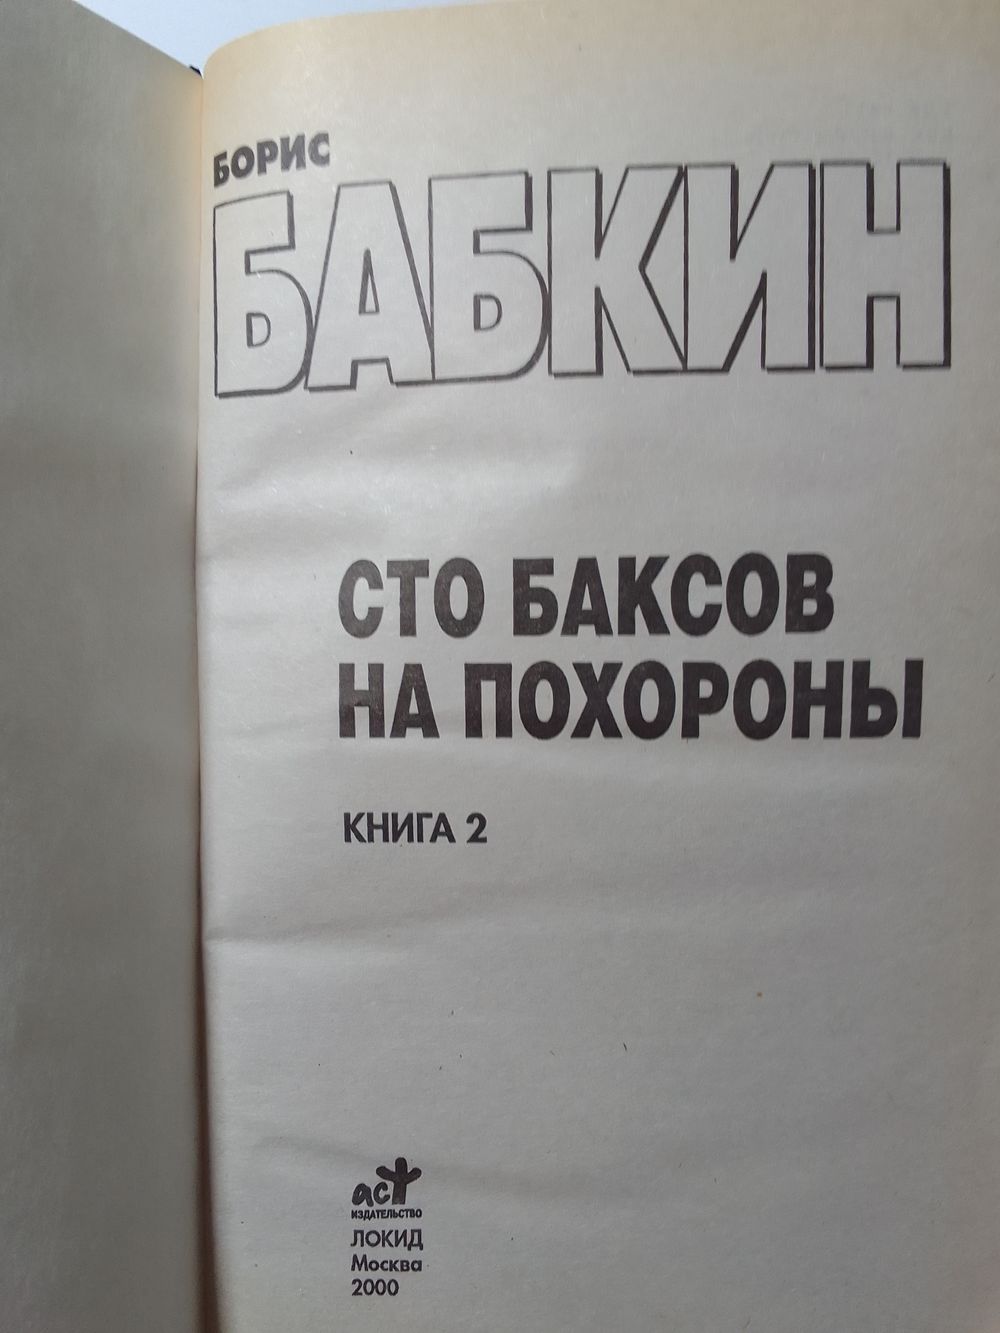 БОРИС
БАБКИН
СТО БАКСОВ
НА ПОХОРОНЫ
КНИГА 2
аст
ИЗДАТЕЛЬСТВО
ЛОКИД
Москва
2000